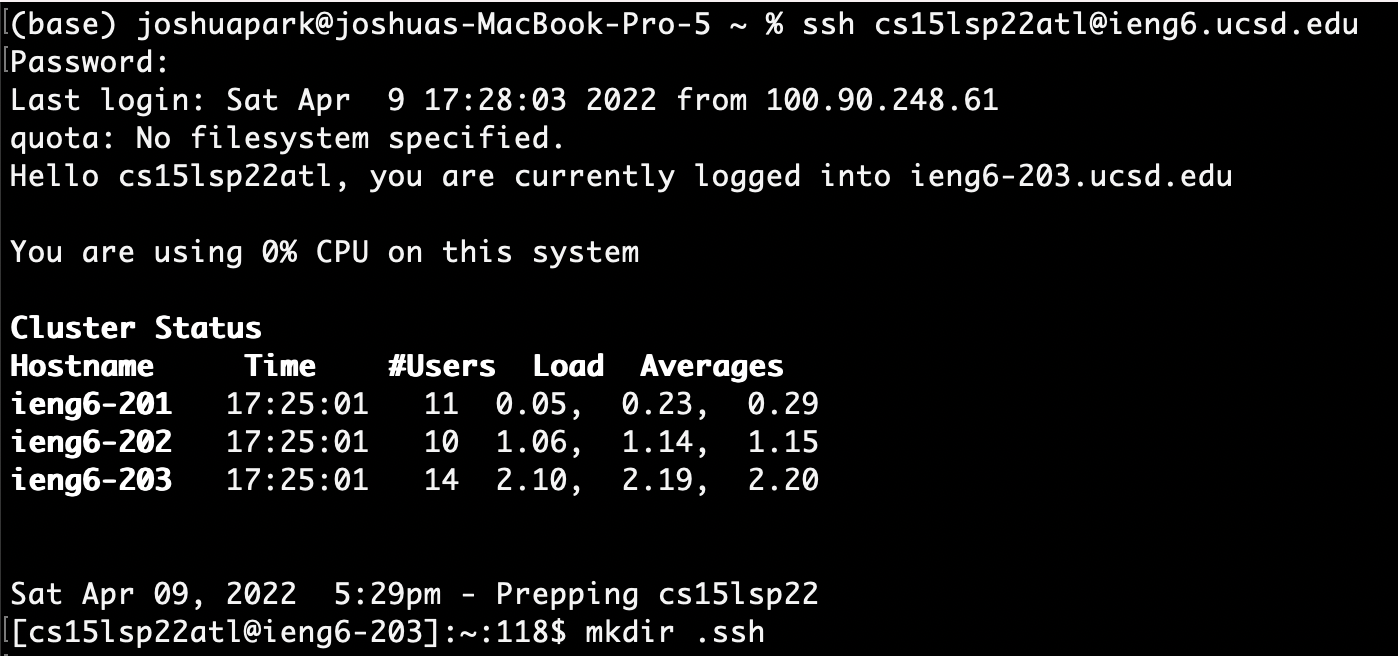 (base) joshuapark@joshuas-MacBook-Pro-5 ~ % ssh cs15lsp22atl@ieng6.ucsd.edu
Password:
Last login: Sat Apr  9 17:28:03 2022 from 100.90.248.61
quota: No filesystem specified.
Hello cs15lsp22atl, you are currently logged into ieng6-203.ucsd.edu
You are using 0% CPU on this system
Cluster Status
Hostname     Time    #Users  Load  Averages
ieng6-201   17:25:01   11  0.05,  0.23,  0.29
ieng6-202   17:25:01   10  1.06,  1.14,  1.15
ieng6-203   17:25:01   14  2.10,  2.19,  2.20
Sat Apr 09, 2022  5:29pm - Prepping cs15lsp22
[cs15lsp22atl@ieng6-203]:~:118$ mkdir .ssh